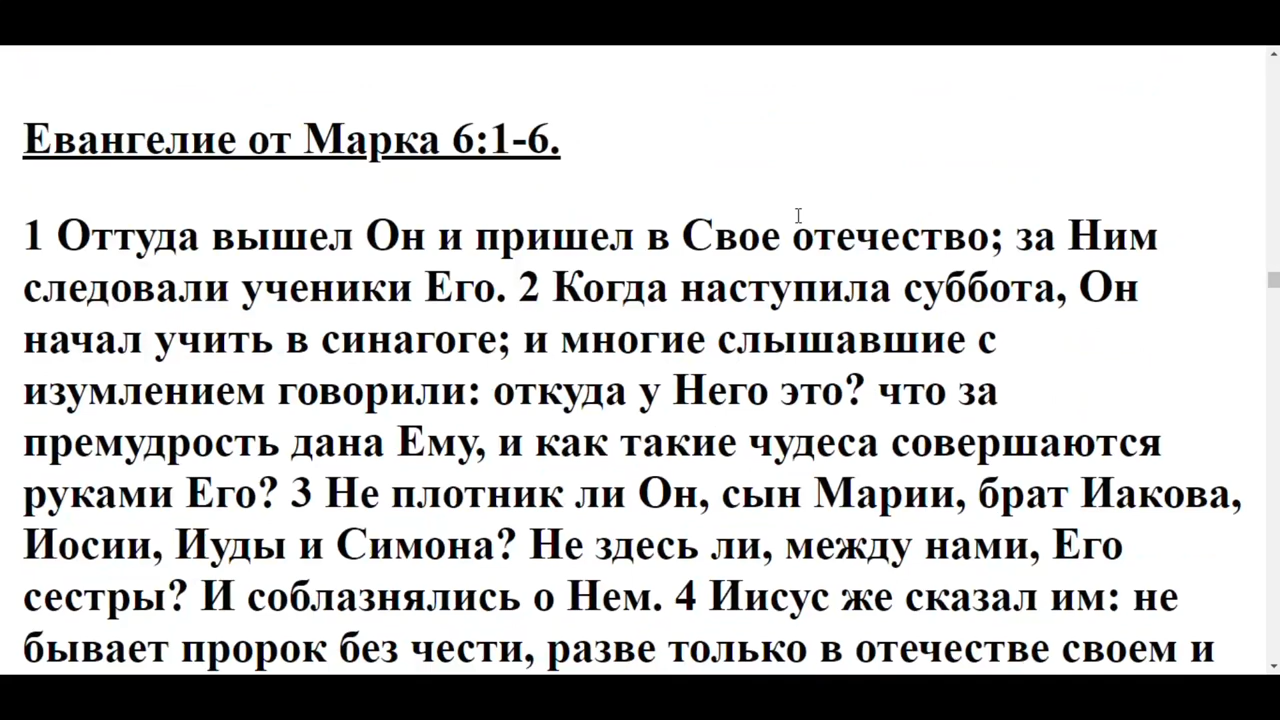 Евангелие от Марка 6:1-6.
1 Оттуда вышел Он и пришел в Свое отечество; за Ним
следовали ученики Его. 2 Когда наступила суббота, Он
начал учить в синагоге; и многие слышавшие с
изумлением говорили: откуда у Него это? что за
премудрость дана Ему, и как такие чудеса совершаются
руками Его? 3 Не плотник ли Он, сын Марии, брат Иакова,
Иосии, Иуды и Симона? Не здесь ли, между нами, Его
сестры? И соблазнялись о Нем. 4 Иисус же сказал им: не
бывает пророк без чести, разве только в отечестве своем и